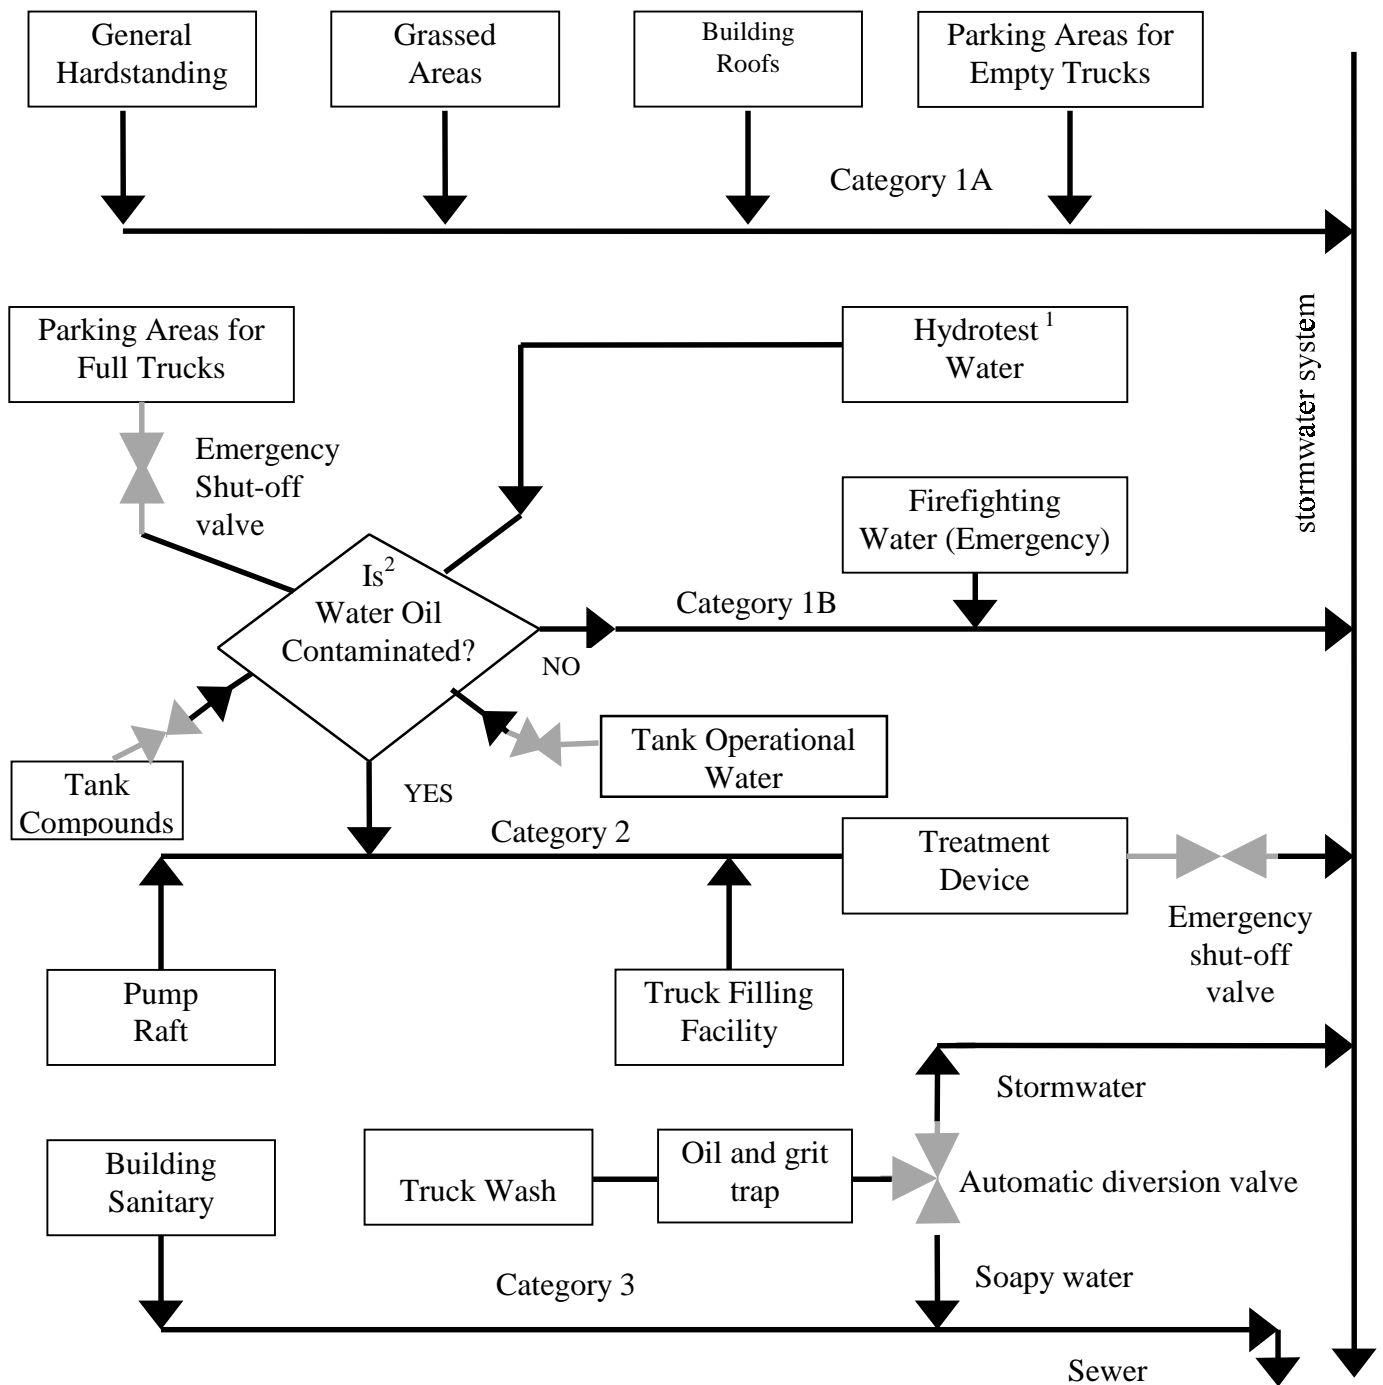 General
Hardstanding
Grassed
Areas
Building
Roofs
Parking Areas for
Empty Trucks
Category 1A
Parking Areas for
Full Trucks
Hydrotest 1
Water
stormwater system
Emergency
Shut-off
valve
Firefighting
Water (Emergency)
Is2
Water Oil
Contaminated?
Category 1B
NO
Tank Operational
Water
Tank
Compounds
YES
Category 2
Treatment
Device
Emergency
shut-off
valve
Pump
Raft
Truck Filling
Facility
Stormwater
Building
Sanitary
Truck Wash
Oil and grit
trap
Automatic diversion valve
Category 3
Soapy water
Sewer